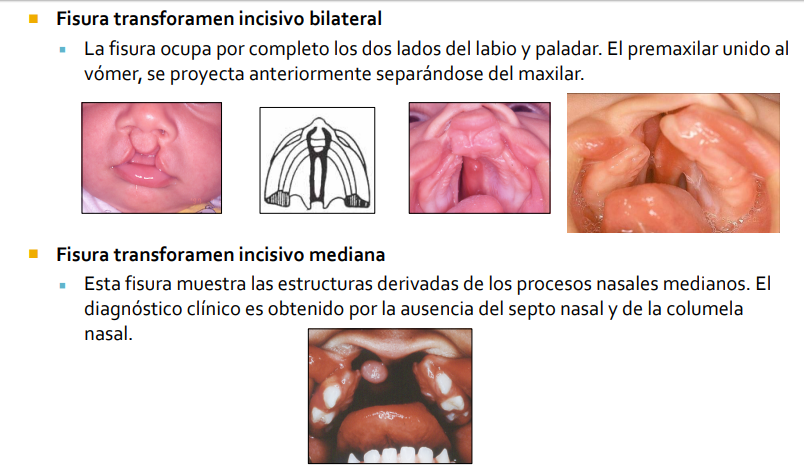 Fisura transforamen incisivo bilateral
La fisura ocupa por completo los dos lados del labio y paladar. El premaxilar unido al
vómer, se proyecta anteriormente separándose del maxilar.
Fisura transforamen incisivo mediana
Esta fisura muestra las estructuras derivadas de los procesos nasales medianos. El
diagnóstico clínico es obtenido por la ausencia del septo nasal y de la columela
nasal.